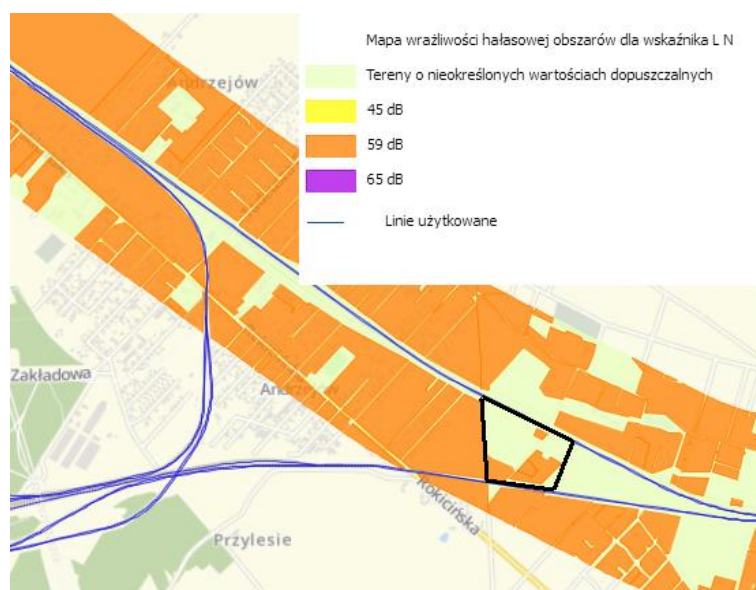 Mapa wrażliwości hałasowej obszarów dla wskaźnika L N
Tereny o nieokreślonych wartościach dopuszczalnych
45 dB
59 dB
65 dB
Linie użytkowane
Andrzejów
Zakładowa
Andrzejów
Rokicińska
Przylesie